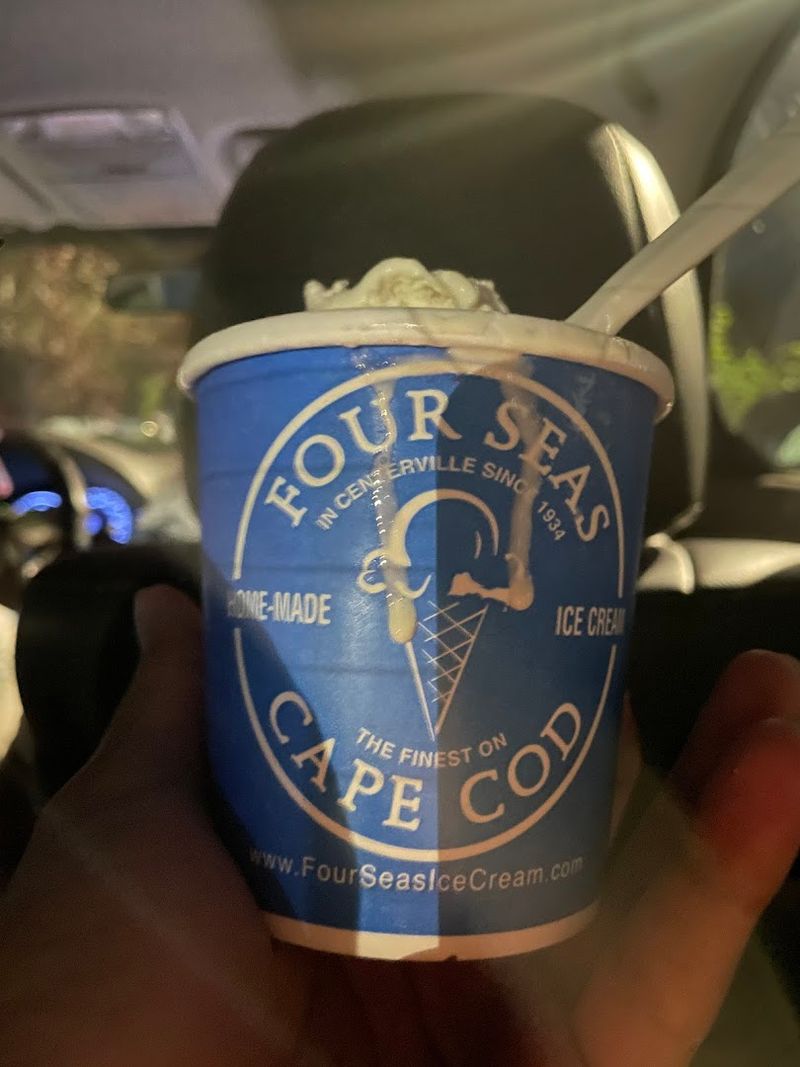 FOUR SEAS
IN CENTERVILLE SINCE 1934
HOME-MADE
ICE CREAM
THE FINEST ON
CAPE COD
www.FourSeasIceCream.com